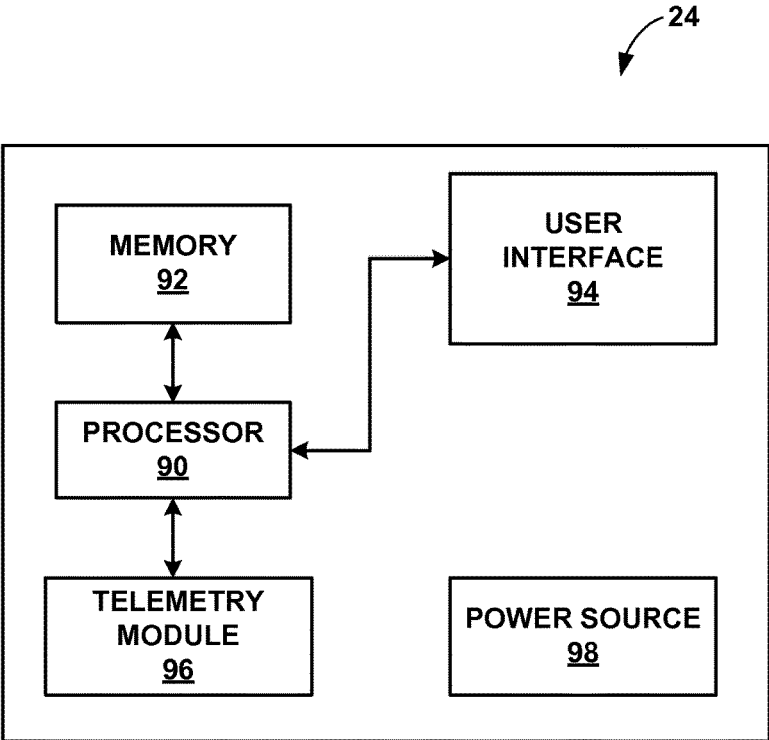 24
MEMORY
92
USER
INTERFACE
94
PROCESSOR
90
TELEMETRY
MODULE
96
POWER SOURCE
98